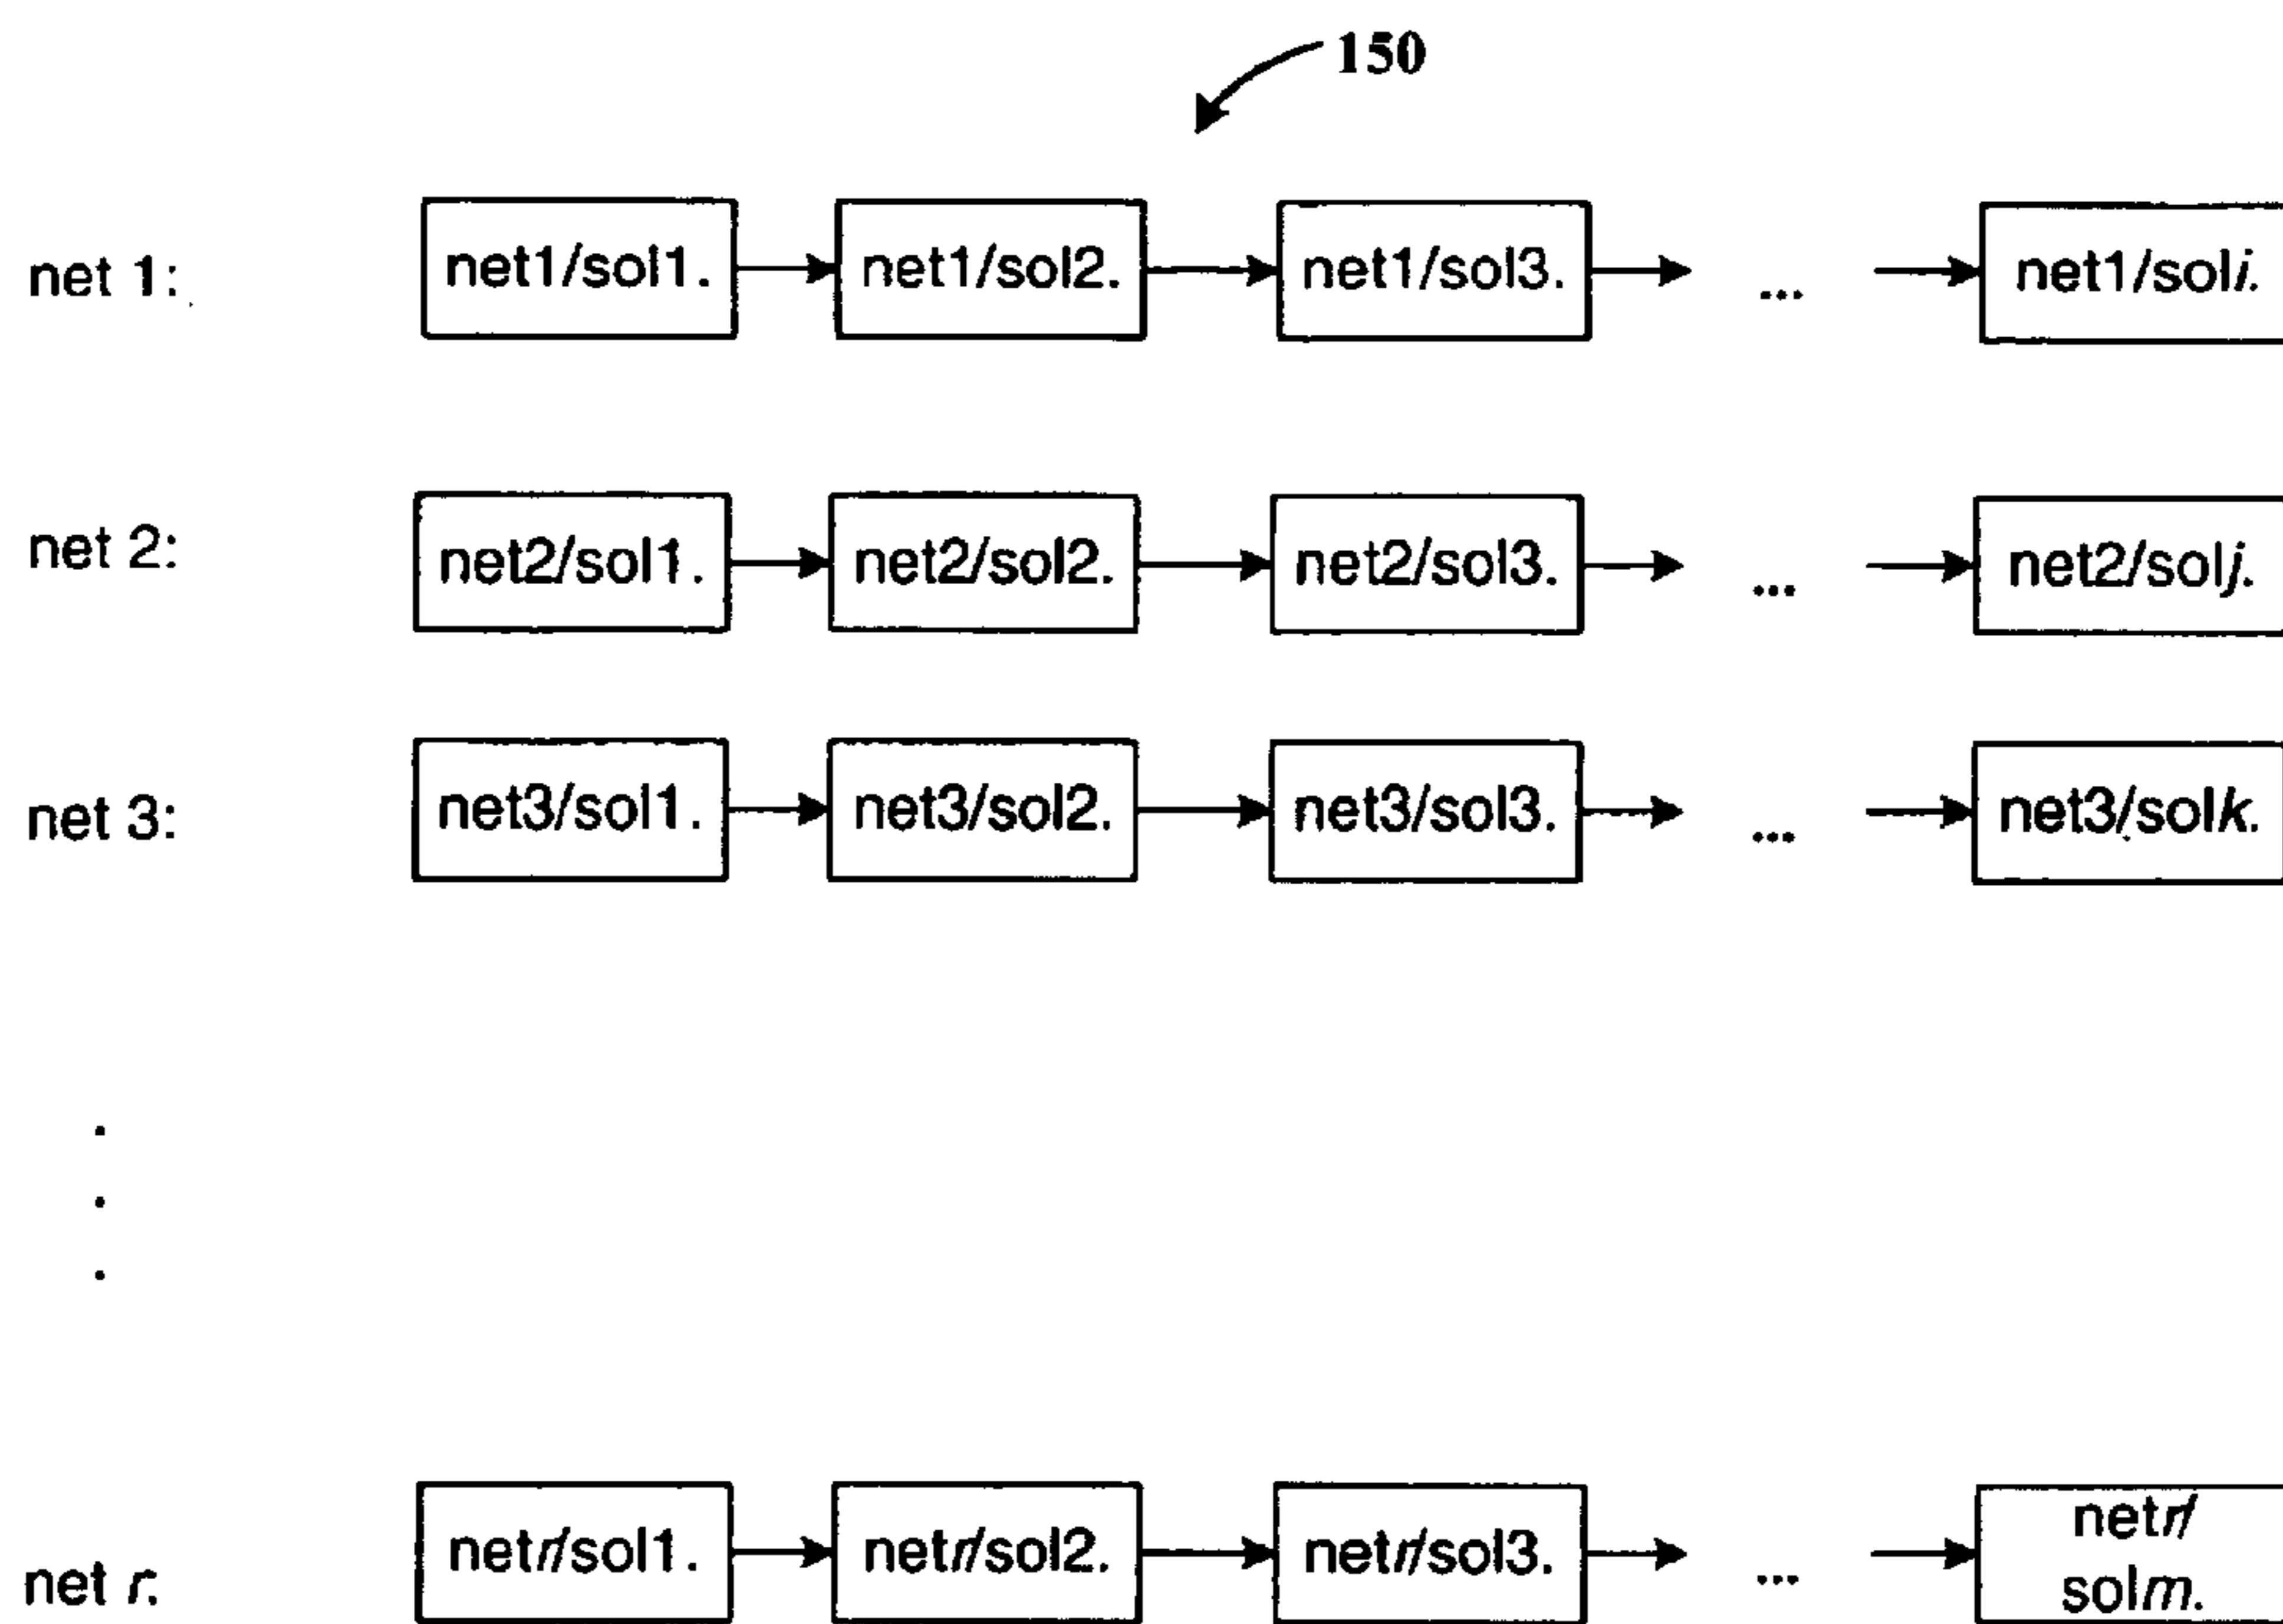 150
net 1: net1/sol1. net1/sol2. net1/sol3. ... net1/soli.
net 2: net2/sol1. net2/sol2. net2/sol3. ... net2/solj.
net 3: net3/sol1. net3/sol2. net3/sol3. ... net3/solk.
.
.
.
net r: netr/sol1. netr/sol2. netr/sol3. ... netr/
solm.